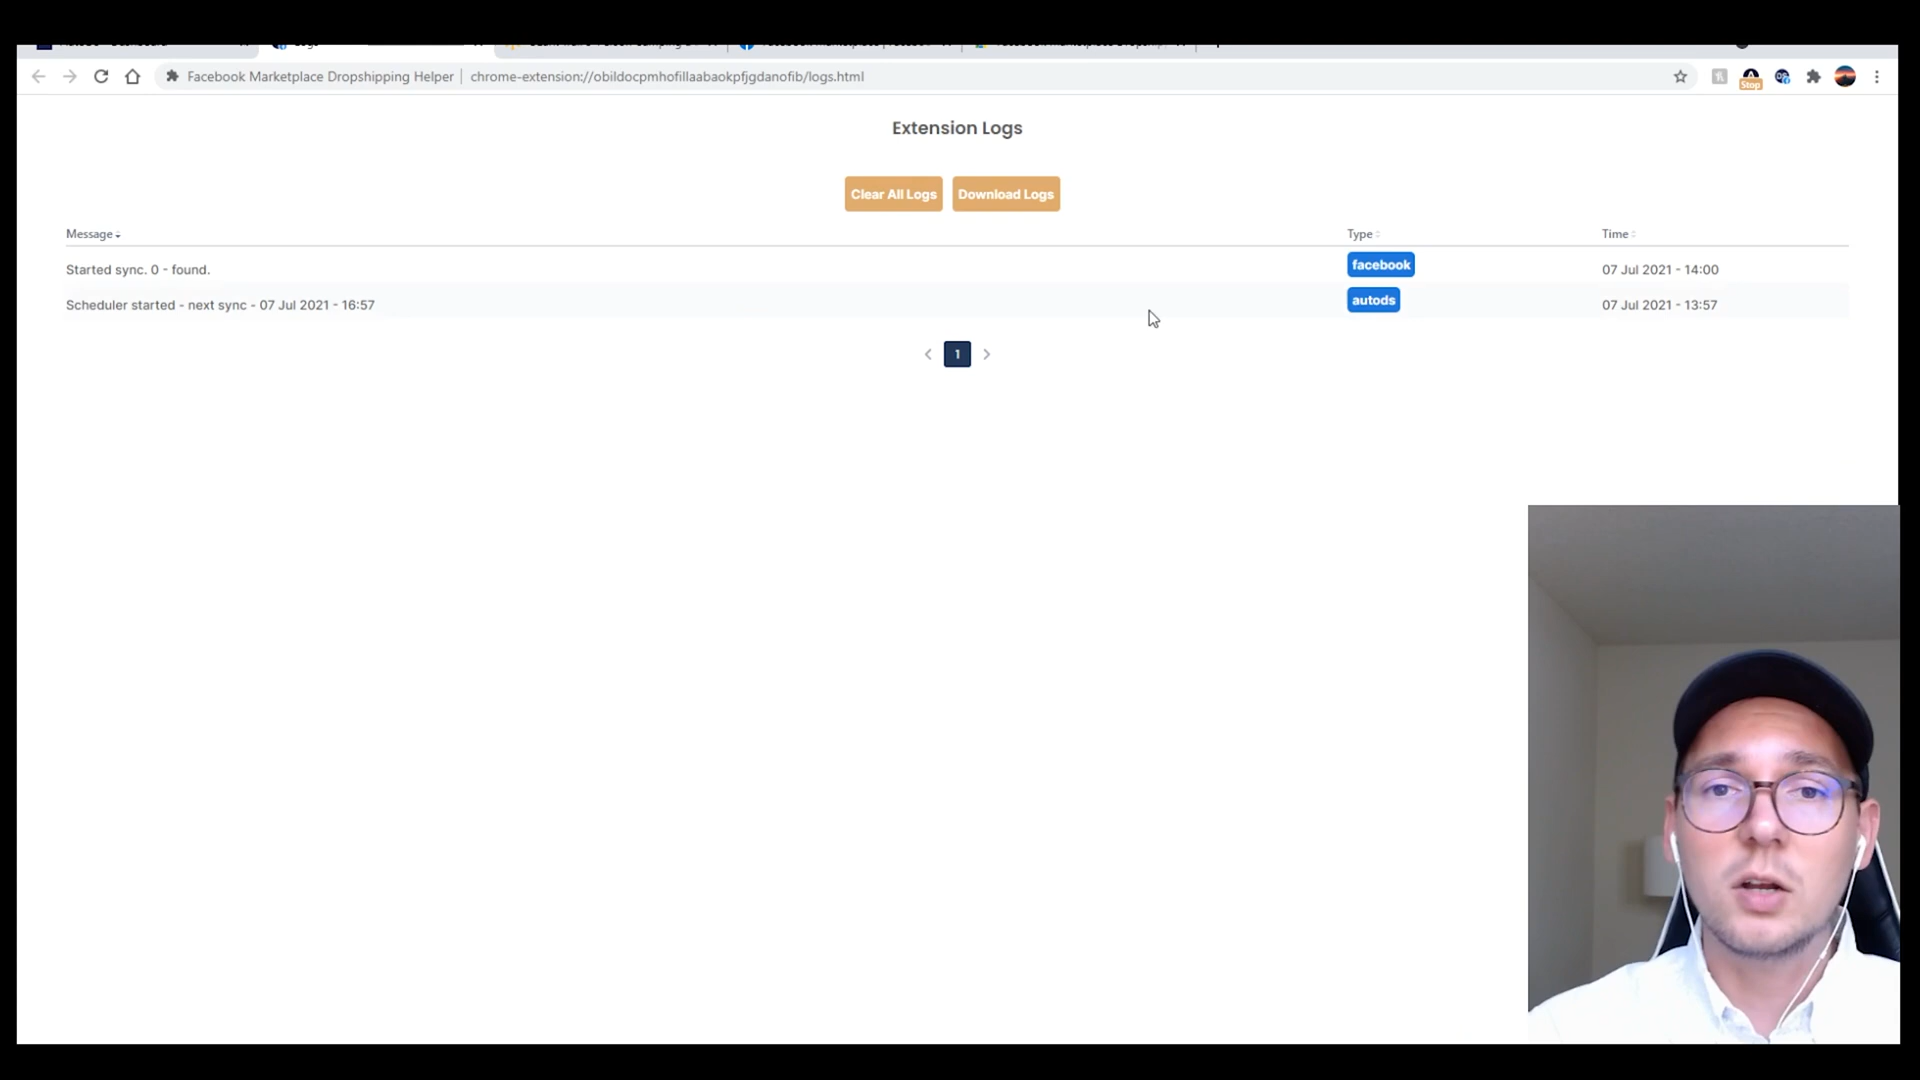 Facebook Marketplace Dropshipping Helper | chrome-extension://obildocpmhofillaabaokpfjgdanofib/logs.html
Stop
Extension Logs
Clear All Logs Download Logs
Message Type Time
Started sync. 0 - found. facebook 07 Jul 2021 - 14:00
Scheduler started - next sync - 07 Jul 2021 - 16:57 autods 07 Jul 2021 - 13:57
1